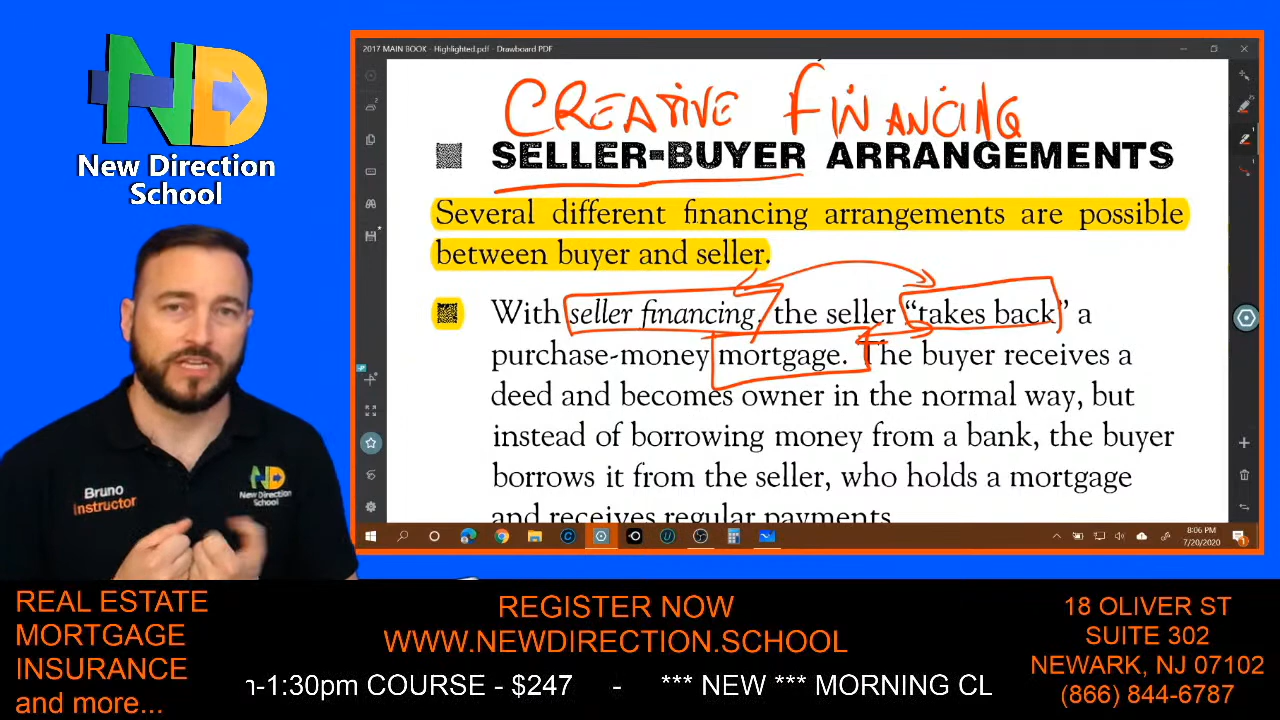 New Direction
School
2017 MAIN BOOK - Highlighted.pdf - Drawboard PDF
CREATIVE FINANCING
SELLER-BUYER ARRANGEMENTS
Several different financing arrangements are possible
between buyer and seller.
With seller financing, the seller “takes back” a
purchase-money mortgage. The buyer receives a
deed and becomes owner in the normal way, but
instead of borrowing money from a bank, the buyer
borrows it from the seller, who holds a mortgage
and receives regular payments.
8:06 PM
7/20/2020
Bruno
Instructor
New Direction
School
REAL ESTATE
MORTGAGE
INSURANCE
and more...
REGISTER NOW
WWW.NEWDIRECTION.SCHOOL
-1:30pm COURSE - $247 - *** NEW *** MORNING CL
18 OLIVER ST
SUITE 302
NEWARK, NJ 07102
(866) 844-6787